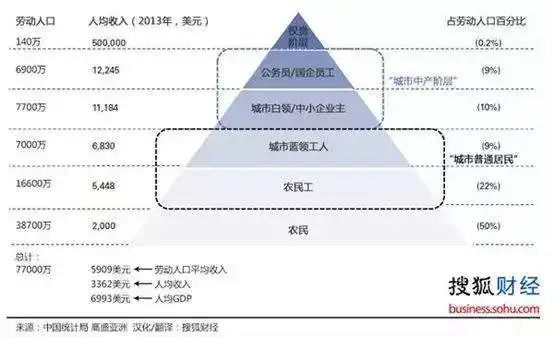 劳动人口 人均收入（2013年，美元） 占劳动人口百分比
140万 500,000 投资阶层 (0.2%)
6900万 12,245 公务员/国企员工 (9%)
“城市中产阶层”
7700万 11,184 城市白领/中小企业主 (10%)
7000万 6,830 城市蓝领工人 (9%)
“城市普通居民”
16600万 5,448 农民工 (22%)
38700万 2,000 农民 (50%)
总计：
77000万 5909美元 劳动人口平均收入
3362美元 人均收入
6993美元 人均GDP
搜狐财经
business.sohu.com
来源：中国统计局 高盛亚洲 汉化/翻译：搜狐财经